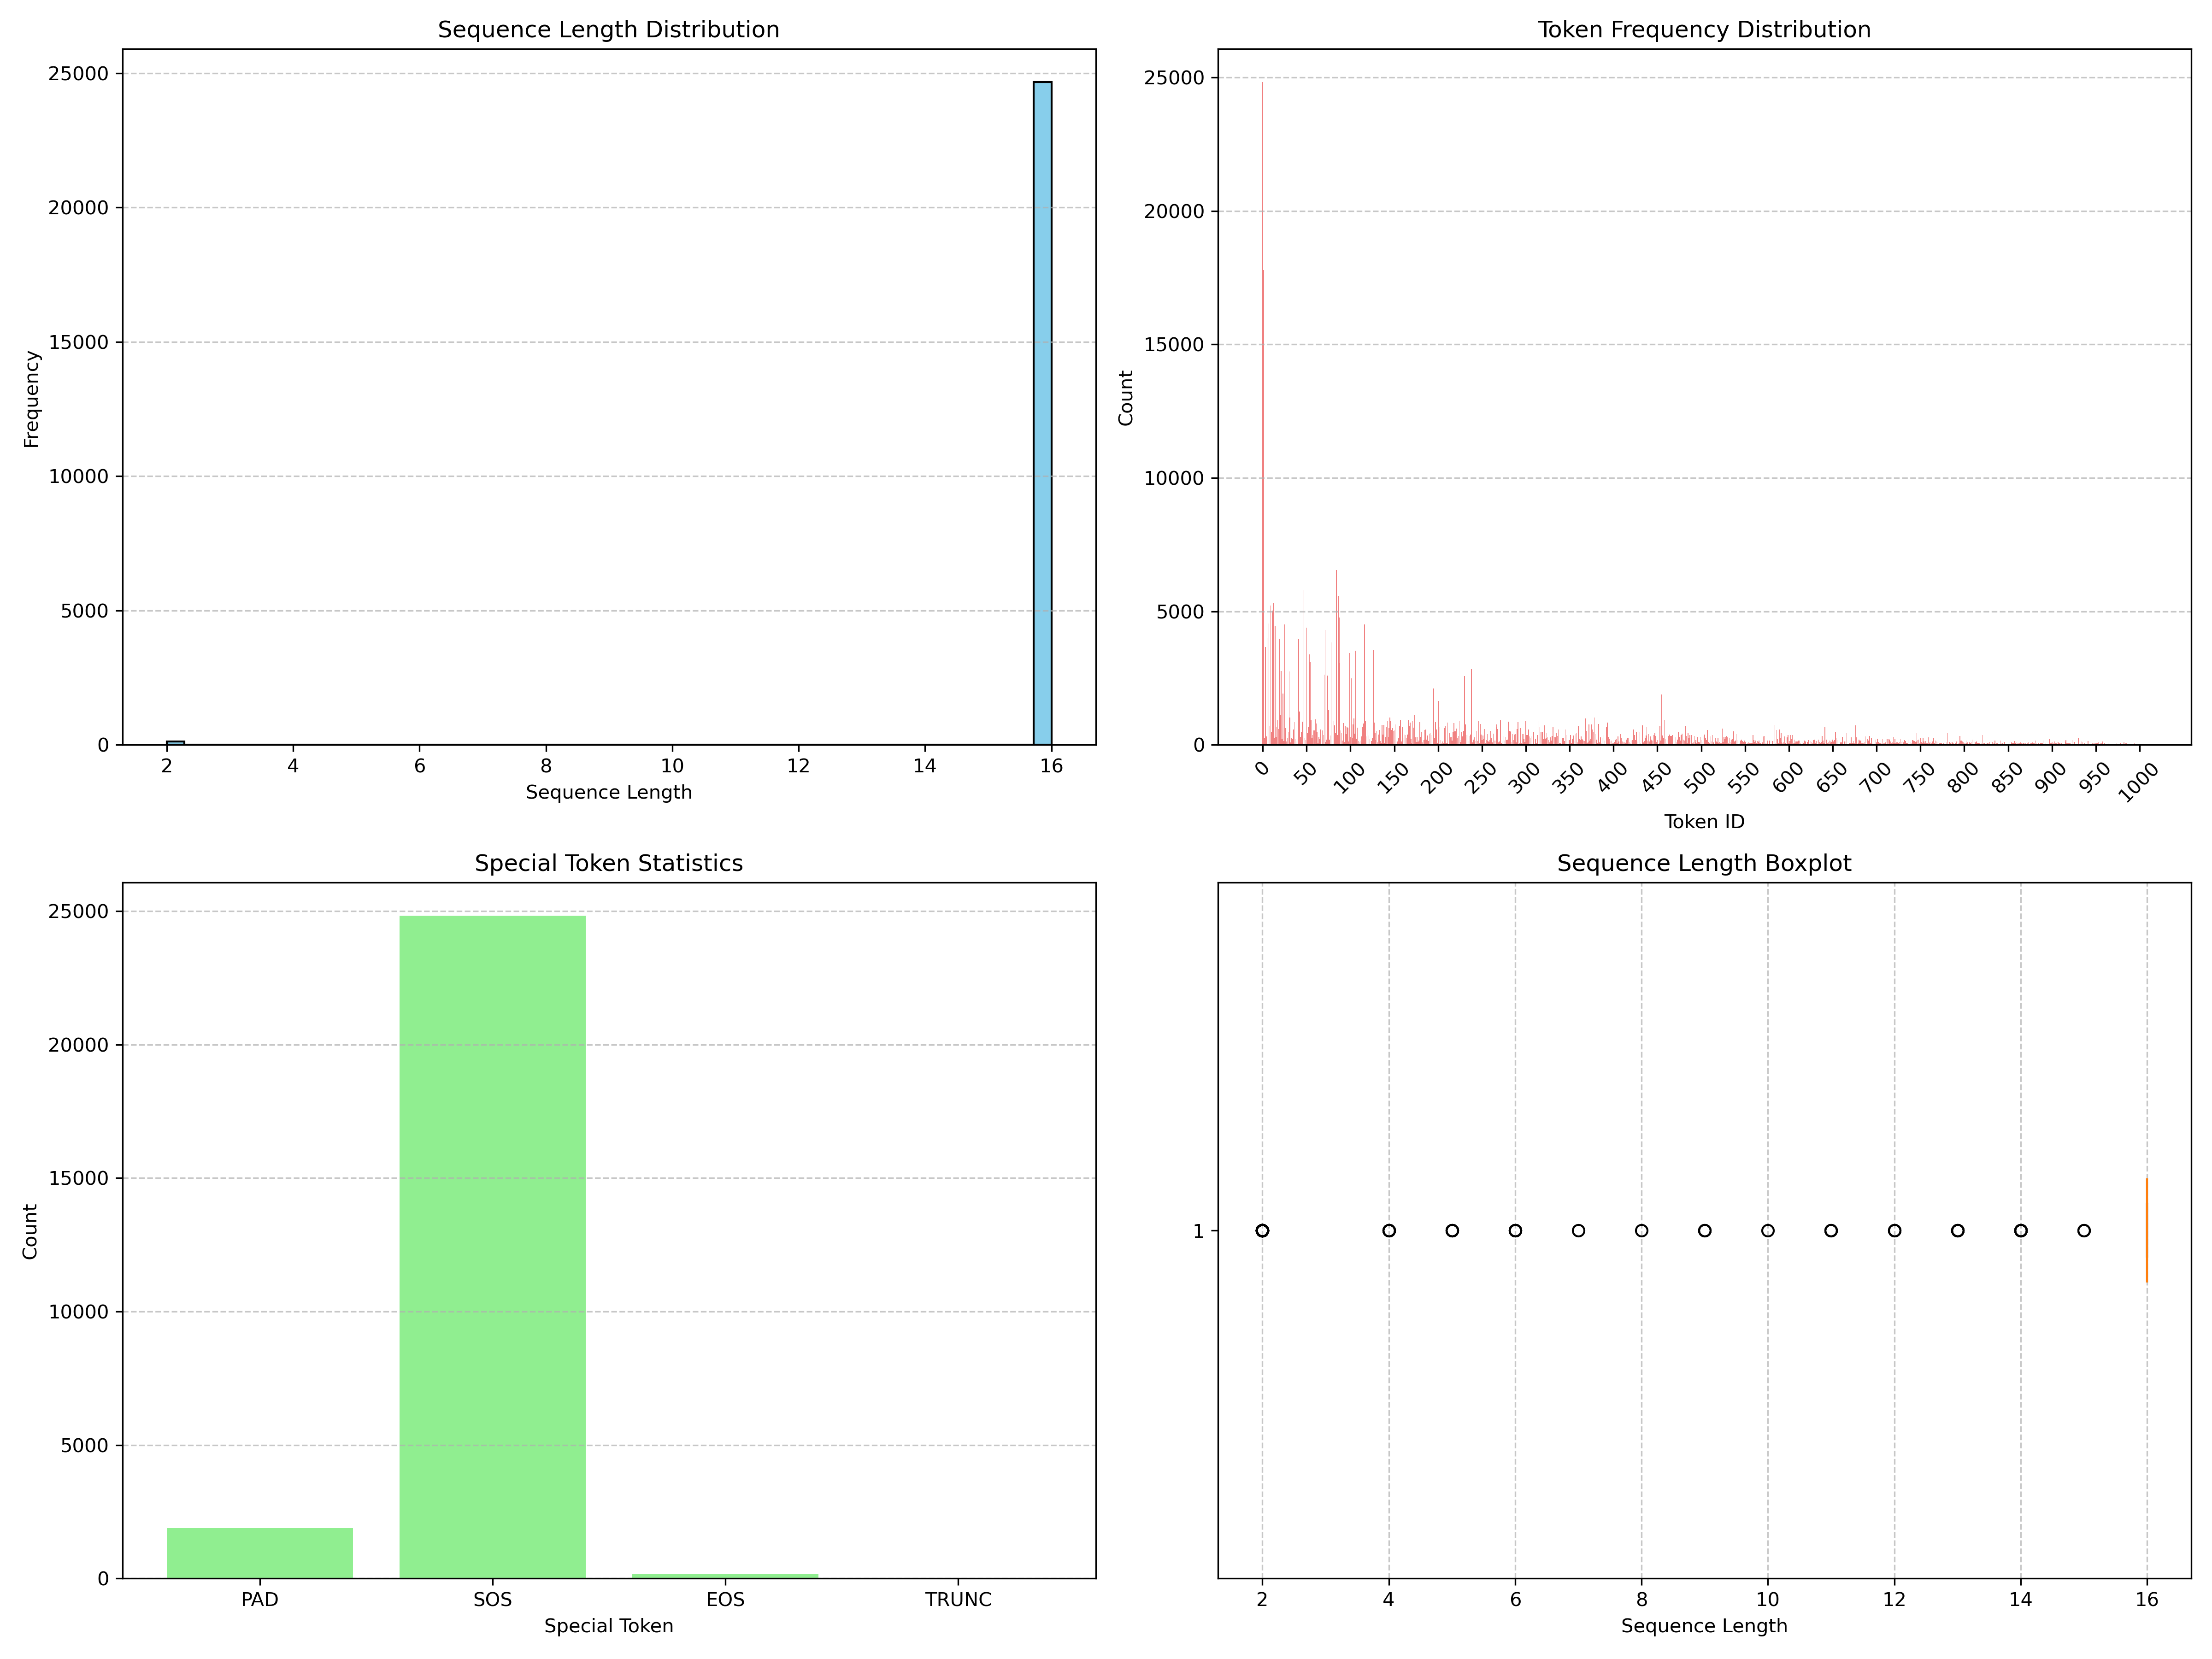 Sequence Length Distribution
Frequency
25000
20000
15000
10000
5000
0
2 4 6 8 10 12 14 16
Sequence Length
Token Frequency Distribution
Count
25000
20000
15000
10000
5000
0
0 50 100 150 200 250 300 350 400 450 500 550 600 650 700 750 800 850 900 950 1000
Token ID
Special Token Statistics
Count
25000
20000
15000
10000
5000
0
PAD SOS EOS TRUNC
Special Token
Sequence Length Boxplot
1
2 4 6 8 10 12 14 16
Sequence Length